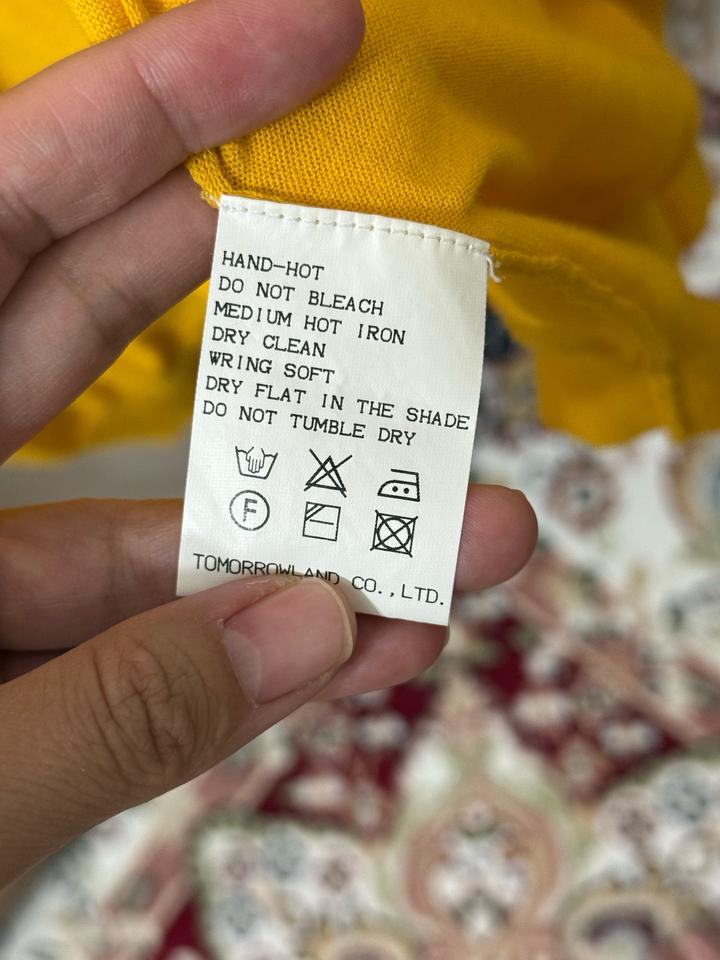 HAND-HOT
DO NOT BLEACH
MEDIUM HOT IRON
DRY CLEAN
WRING SOFT
DRY FLAT IN THE SHADE
DO NOT TUMBLE DRY
F
TOMORROWLAND CO.,LTD.